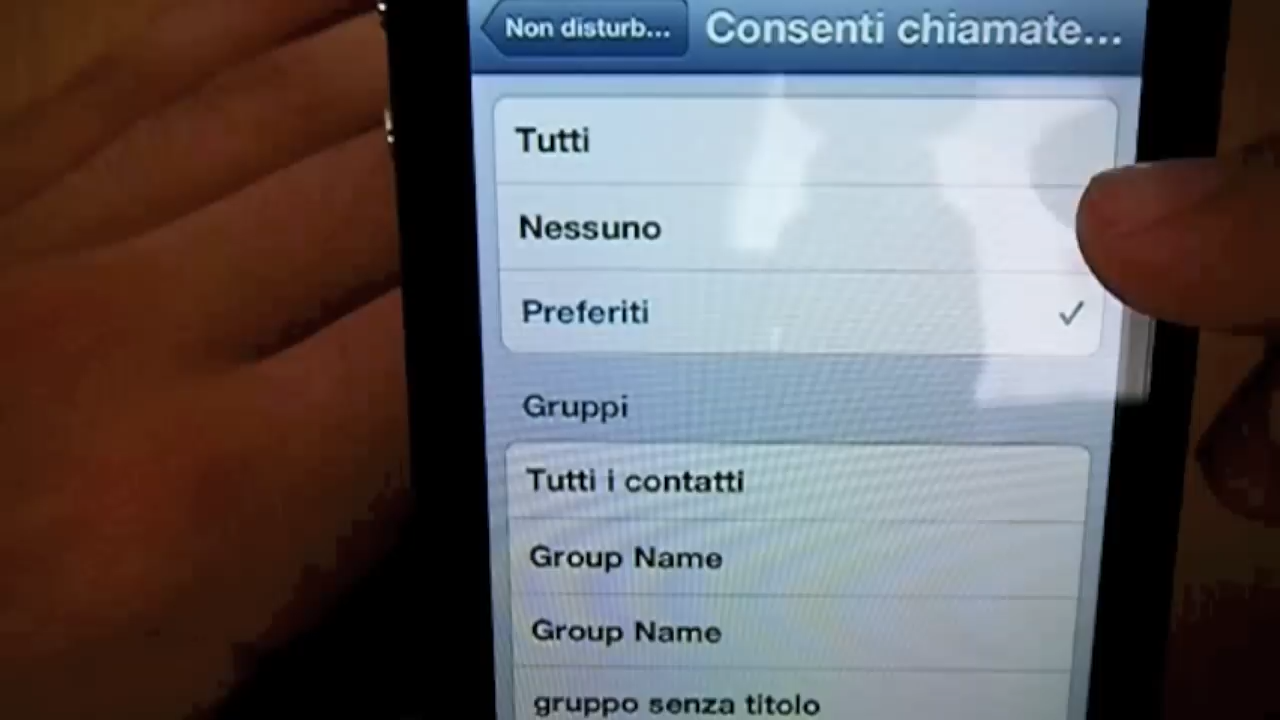 Non disturb...
Consenti chiamate...
Tutti
Nessuno
Preferiti
Gruppi
Tutti i contatti
Group Name
Group Name
gruppo senza titolo